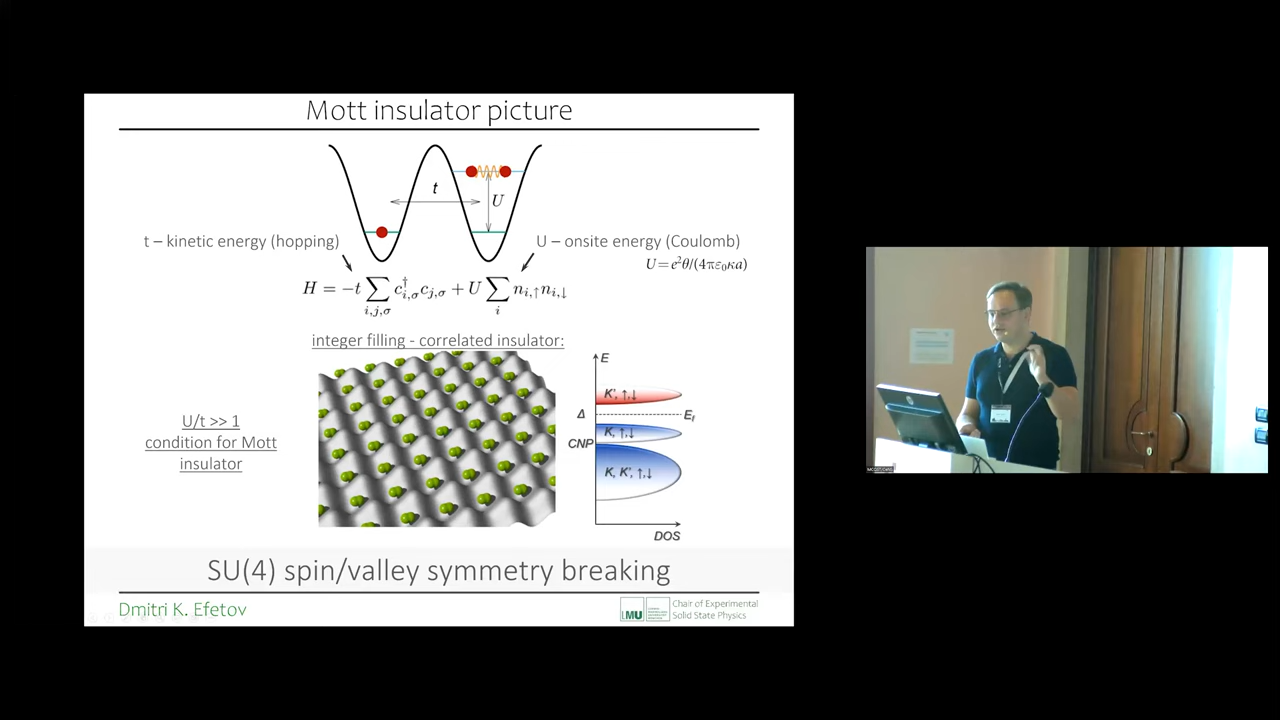 Mott insulator picture
t
U
t – kinetic energy (hopping)
U – onsite energy (Coulomb)
U=e²θ/(4πε₀κa)
H = −t ∑ c†i,σ cj,σ + U ∑ ni,↑ ni,↓
i,j,σ
i
integer filling - correlated insulator:
E
K', ↑,↓
Δ
Ef
K, ↑,↓
CNP
K, K', ↑,↓
DOS
U/t >> 1
condition for Mott
insulator
SU(4) spin/valley symmetry breaking
Dmitri K. Efetov
LMU
Chair of Experimental
Solid State Physics